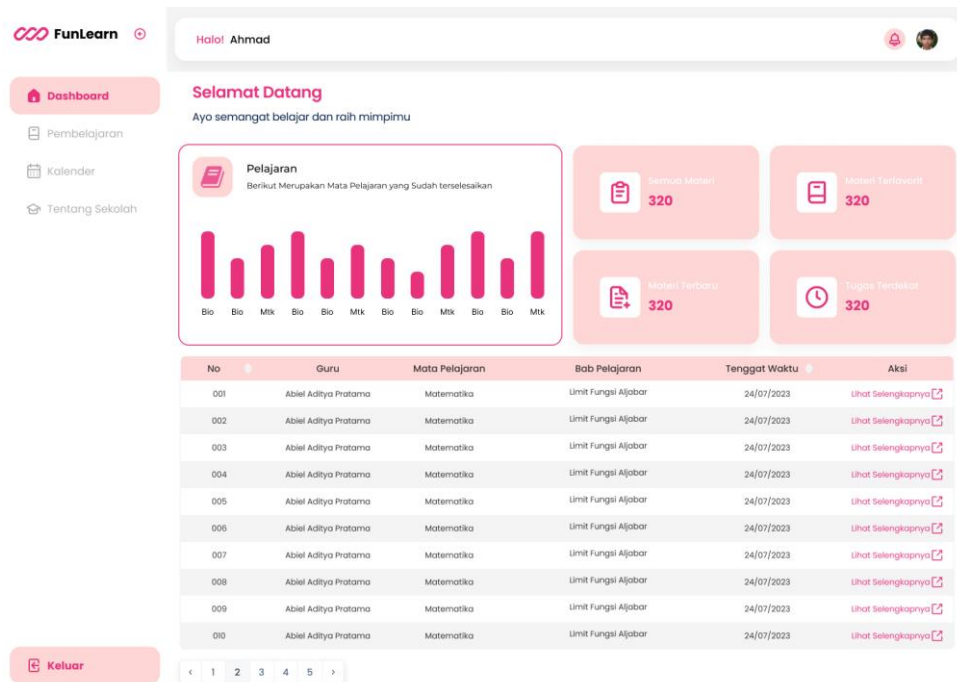 FunLearn
Halo! Ahmad
Dashboard
Pembelajaran
Kalender
Tentang Sekolah
Keluar
Selamat Datang
Ayo semangat belajar dan raih mimpimu
Pelajaran
Berikut Merupakan Mata Pelajaran yang Sudah terselesaikan
Bio Bio Mtk Bio Bio Mtk Bio Bio Mtk Bio Bio Mtk
Semua Materi
320
Materi Terfavorit
320
Materi Terbaru
320
Tugas Terdekat
320
No Guru Mata Pelajaran Bab Pelajaran Tenggat Waktu Aksi
001 Abiel Aditya Pratama Matematika Limit Fungsi Aljabar 24/07/2023 Lihat Selengkapnya
002 Abiel Aditya Pratama Matematika Limit Fungsi Aljabar 24/07/2023 Lihat Selengkapnya
003 Abiel Aditya Pratama Matematika Limit Fungsi Aljabar 24/07/2023 Lihat Selengkapnya
004 Abiel Aditya Pratama Matematika Limit Fungsi Aljabar 24/07/2023 Lihat Selengkapnya
005 Abiel Aditya Pratama Matematika Limit Fungsi Aljabar 24/07/2023 Lihat Selengkapnya
006 Abiel Aditya Pratama Matematika Limit Fungsi Aljabar 24/07/2023 Lihat Selengkapnya
007 Abiel Aditya Pratama Matematika Limit Fungsi Aljabar 24/07/2023 Lihat Selengkapnya
008 Abiel Aditya Pratama Matematika Limit Fungsi Aljabar 24/07/2023 Lihat Selengkapnya
009 Abiel Aditya Pratama Matematika Limit Fungsi Aljabar 24/07/2023 Lihat Selengkapnya
010 Abiel Aditya Pratama Matematika Limit Fungsi Aljabar 24/07/2023 Lihat Selengkapnya
‹ 1 2 3 4 5 ›